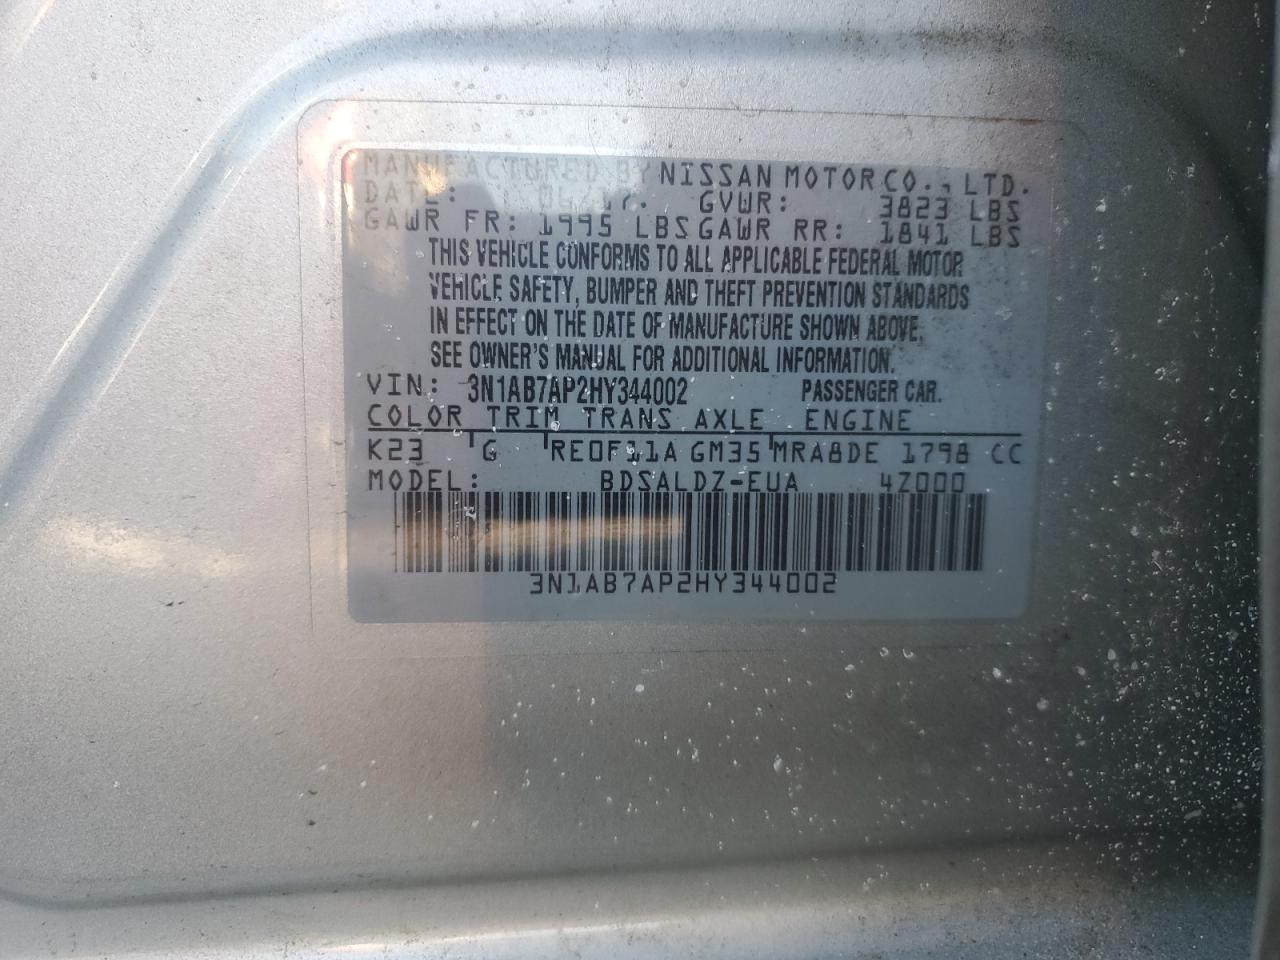 MANUFACTURED BY NISSAN MOTOR CO., LTD.
DATE: 06/17. GVWR: 3823 LBS
GAWR FR: 1995 LBS GAWR RR: 1841 LBS
THIS VEHICLE CONFORMS TO ALL APPLICABLE FEDERAL MOTOR
VEHICLE SAFETY, BUMPER AND THEFT PREVENTION STANDARDS
IN EFFECT ON THE DATE OF MANUFACTURE SHOWN ABOVE.
SEE OWNER'S MANUAL FOR ADDITIONAL INFORMATION.
VIN: 3N1AB7AP2HY344002 PASSENGER CAR.
COLOR TRIM TRANS AXLE ENGINE
K23 G RE0F11A GM35 MRA8DE 1798 CC
MODEL: BDSALDZ-EUA 4Z000
3N1AB7AP2HY344002